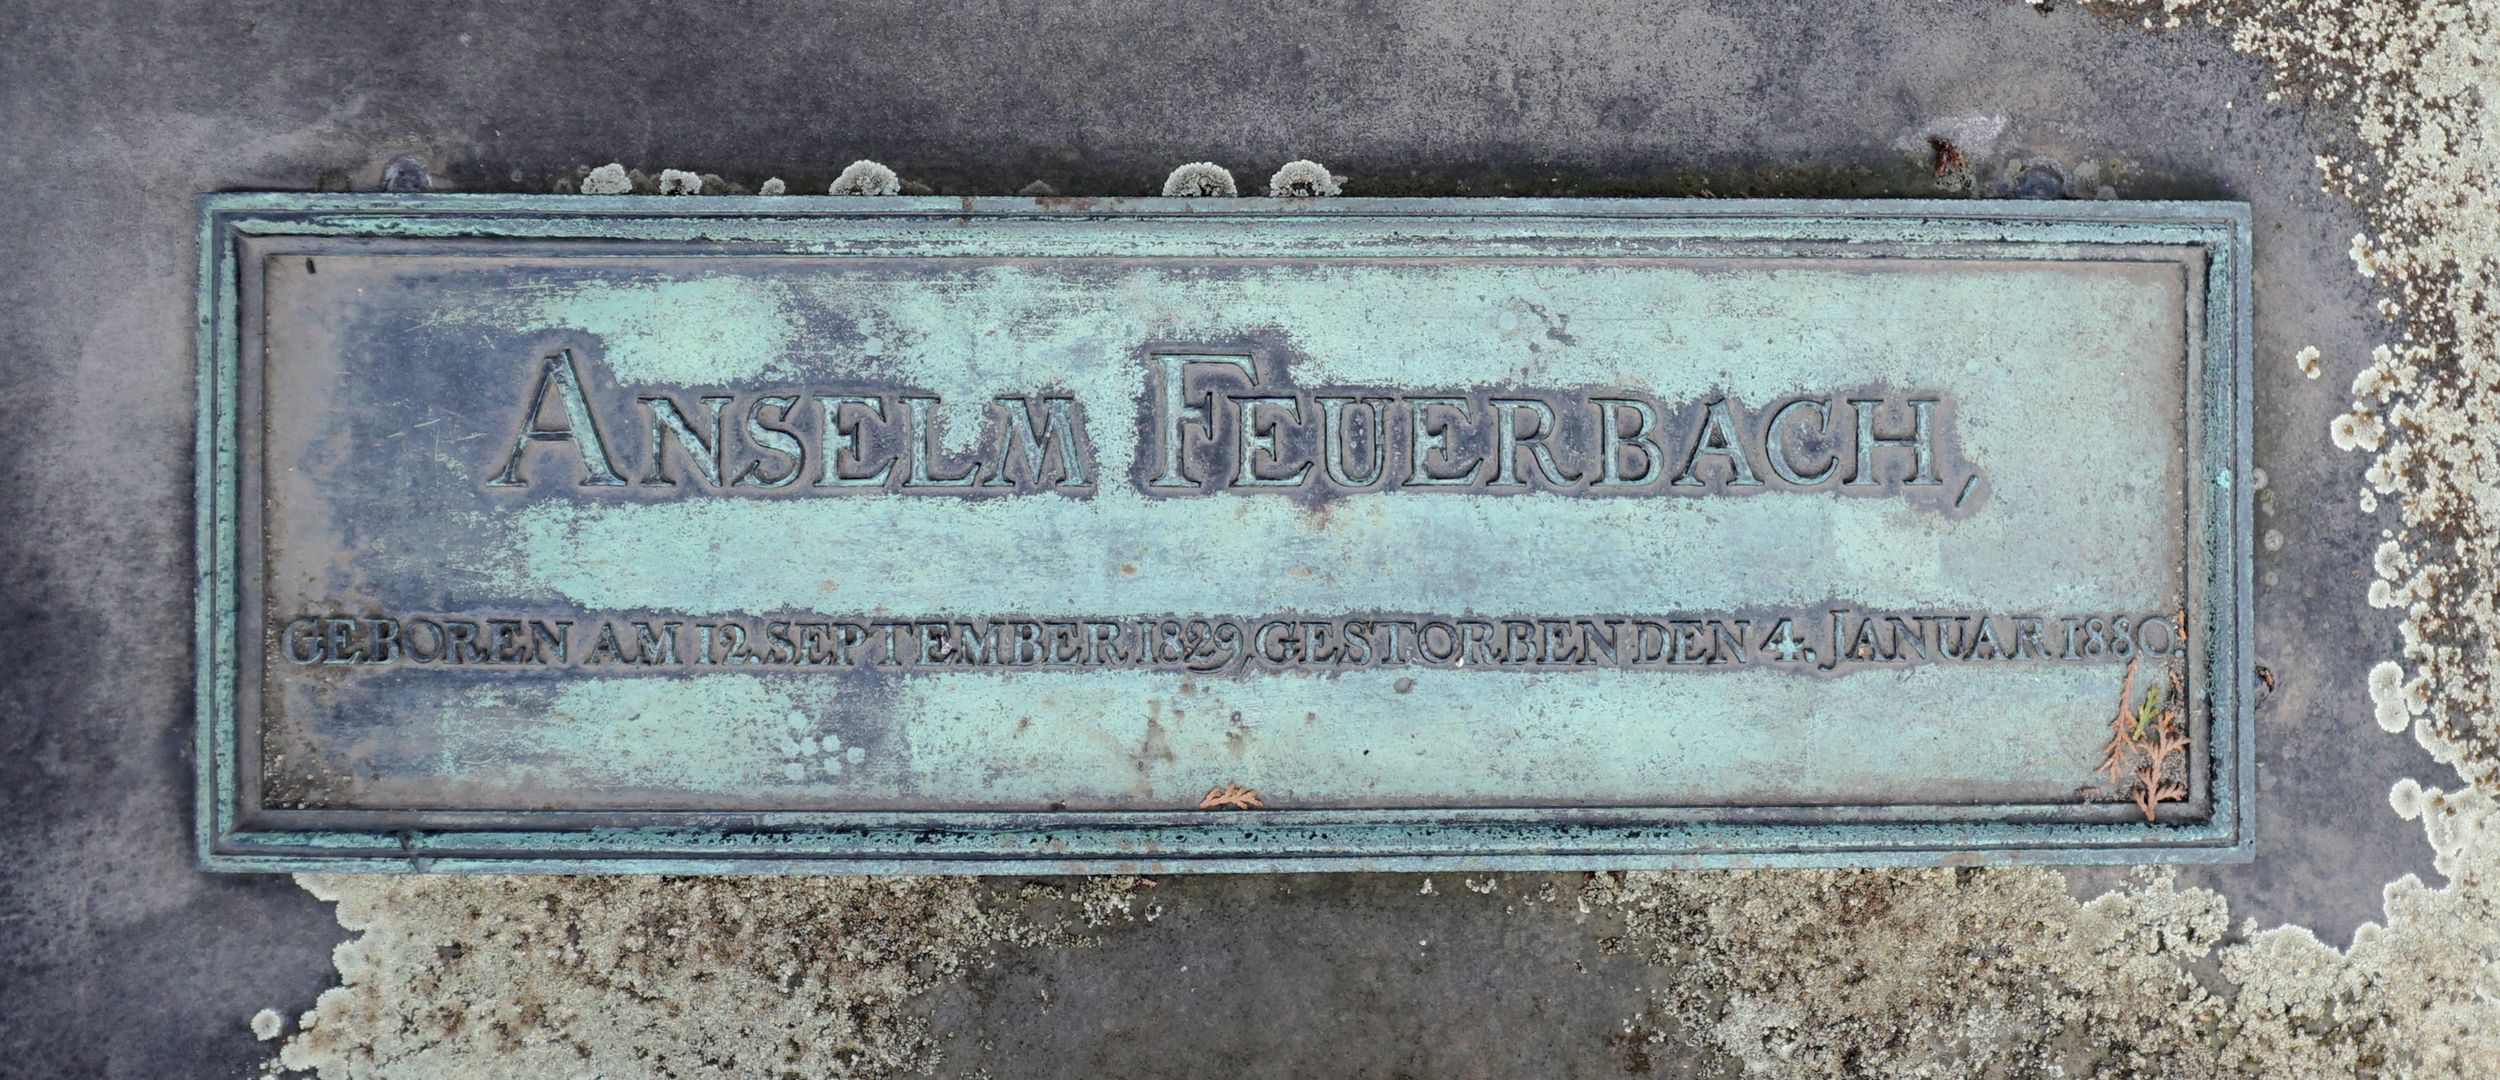 ANSELM FEUERBACH,
GEBOREN AM 12. SEPTEMBER 1829, GESTORBEN DEN 4. JANUAR 1880.